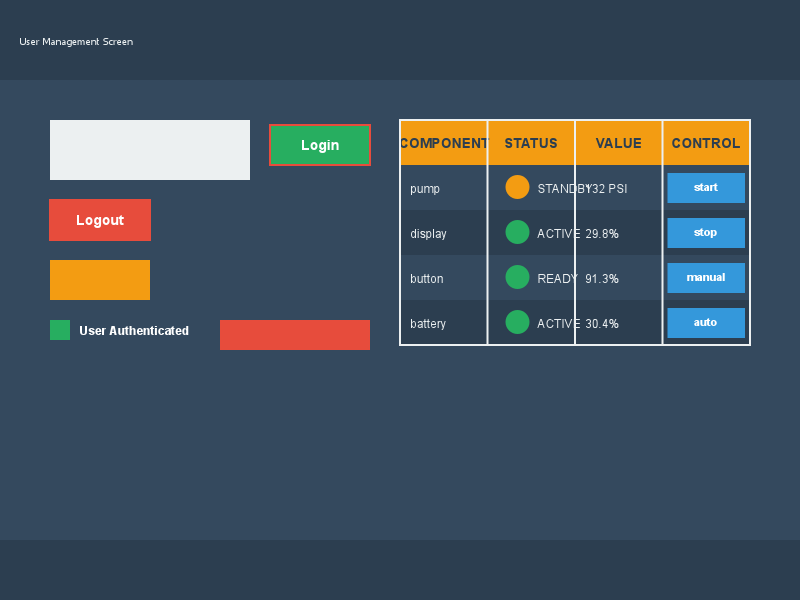 User Management Screen
Login
Logout
User Authenticated
COMPONENT STATUS VALUE CONTROL
pump STANDBY 32 PSI start
display ACTIVE 29.8% stop
button READY 91.3% manual
battery ACTIVE 30.4% auto